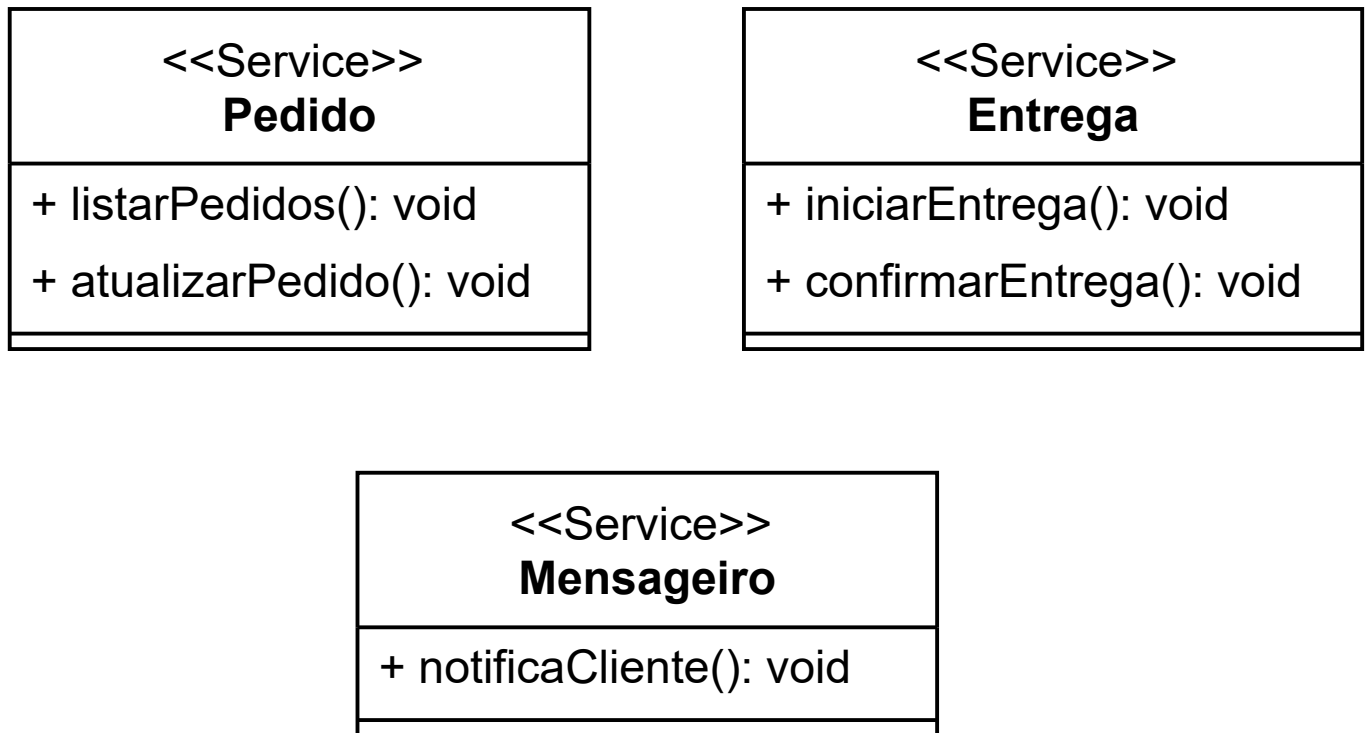 <<Service>>
Pedido
+ listarPedidos(): void
+ atualizarPedido(): void
<<Service>>
Entrega
+ iniciarEntrega(): void
+ confirmarEntrega(): void
<<Service>>
Mensageiro
+ notificaCliente(): void